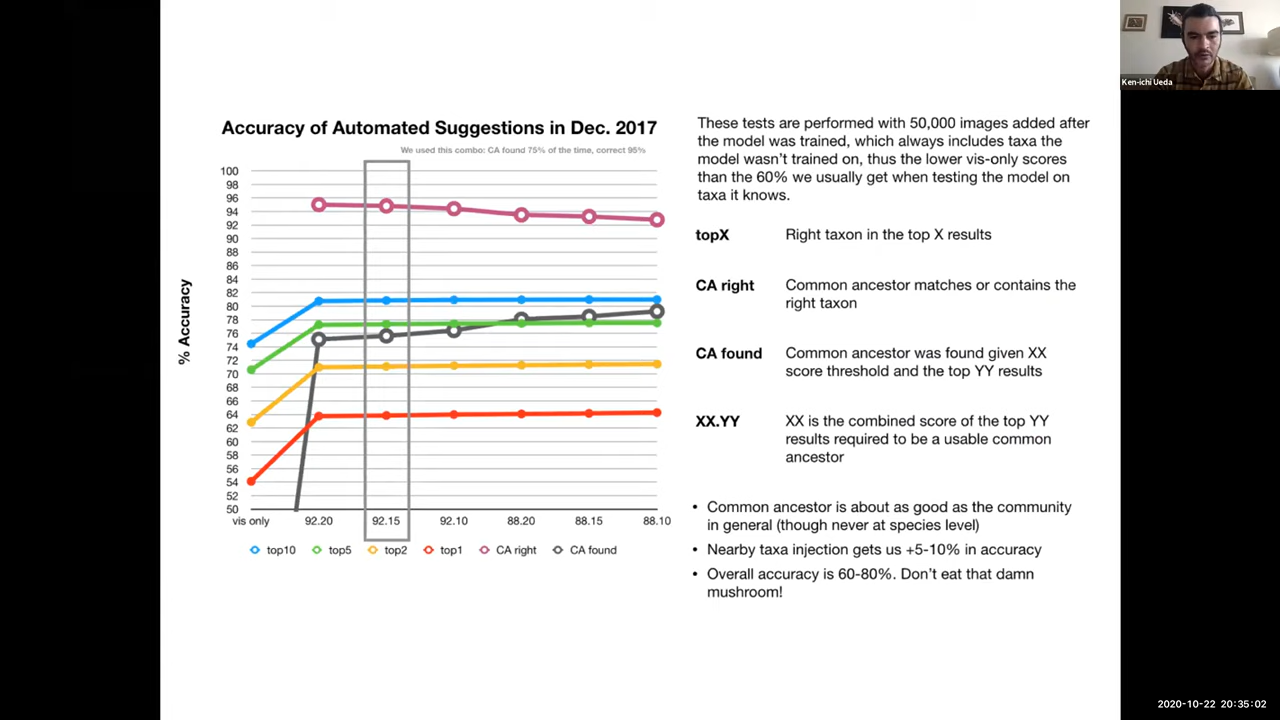 Ken-ichi Ueda
Accuracy of Automated Suggestions in Dec. 2017
We used this combo: CA found 75% of the time, correct 95%
% Accuracy
100
98
96
94
92
90
88
86
84
82
80
78
76
74
72
70
68
66
64
62
60
58
56
54
52
50
vis only 92.20 92.15 92.10 88.20 88.15 88.10
top10 top5 top2 top1 CA right CA found
These tests are performed with 50,000 images added after
the model was trained, which always includes taxa the
model wasn't trained on, thus the lower vis-only scores
than the 60% we usually get when testing the model on
taxa it knows.
topX Right taxon in the top X results
CA right Common ancestor matches or contains the
right taxon
CA found Common ancestor was found given XX
score threshold and the top YY results
XX.YY XX is the combined score of the top YY
results required to be a usable common
ancestor
• Common ancestor is about as good as the community
in general (though never at species level)
• Nearby taxa injection gets us +5-10% in accuracy
• Overall accuracy is 60-80%. Don't eat that damn
mushroom!
2020-10-22 20:35:02